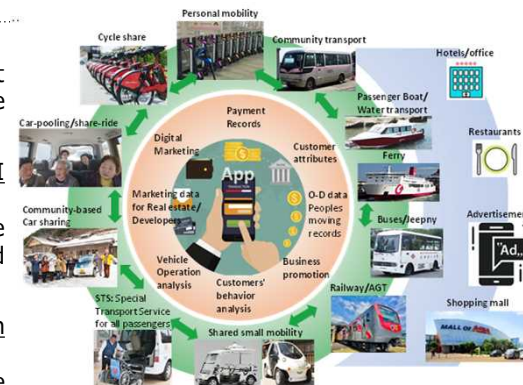 Personal mobility
Cycle share
Community transport
Hotels/office
Passenger Boat/
Water transport
Payment
Records
Car-pooling/share-ride
Digital
Marketing
Customer
attributes
Restaurants
Ferry
App
Marketing data
for Real estate/
Developers
O-D data
Peoples
moving
records
Community-based
Car sharing
Advertiseme
"Ad..
Buses/Jeepny
Vehicle
Operation
analysis
Customers'
behavior
analysis
Business
promotion
Railway/AGT
STS: Special
Transport Service
for all passengers
Shared small mobility
Shopping mall
MALL OF ASIA